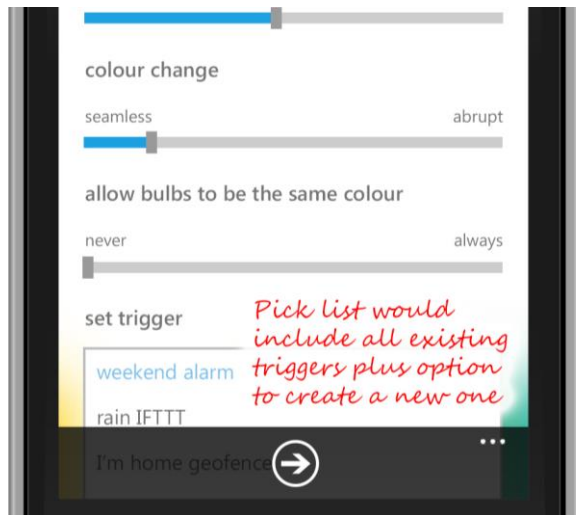 colour change
seamless abrupt
allow bulbs to be the same colour
never always
set trigger
Pick list would
include all existing
triggers plus option
to create a new one
weekend alarm
rain IFTTT
I'm home geofence